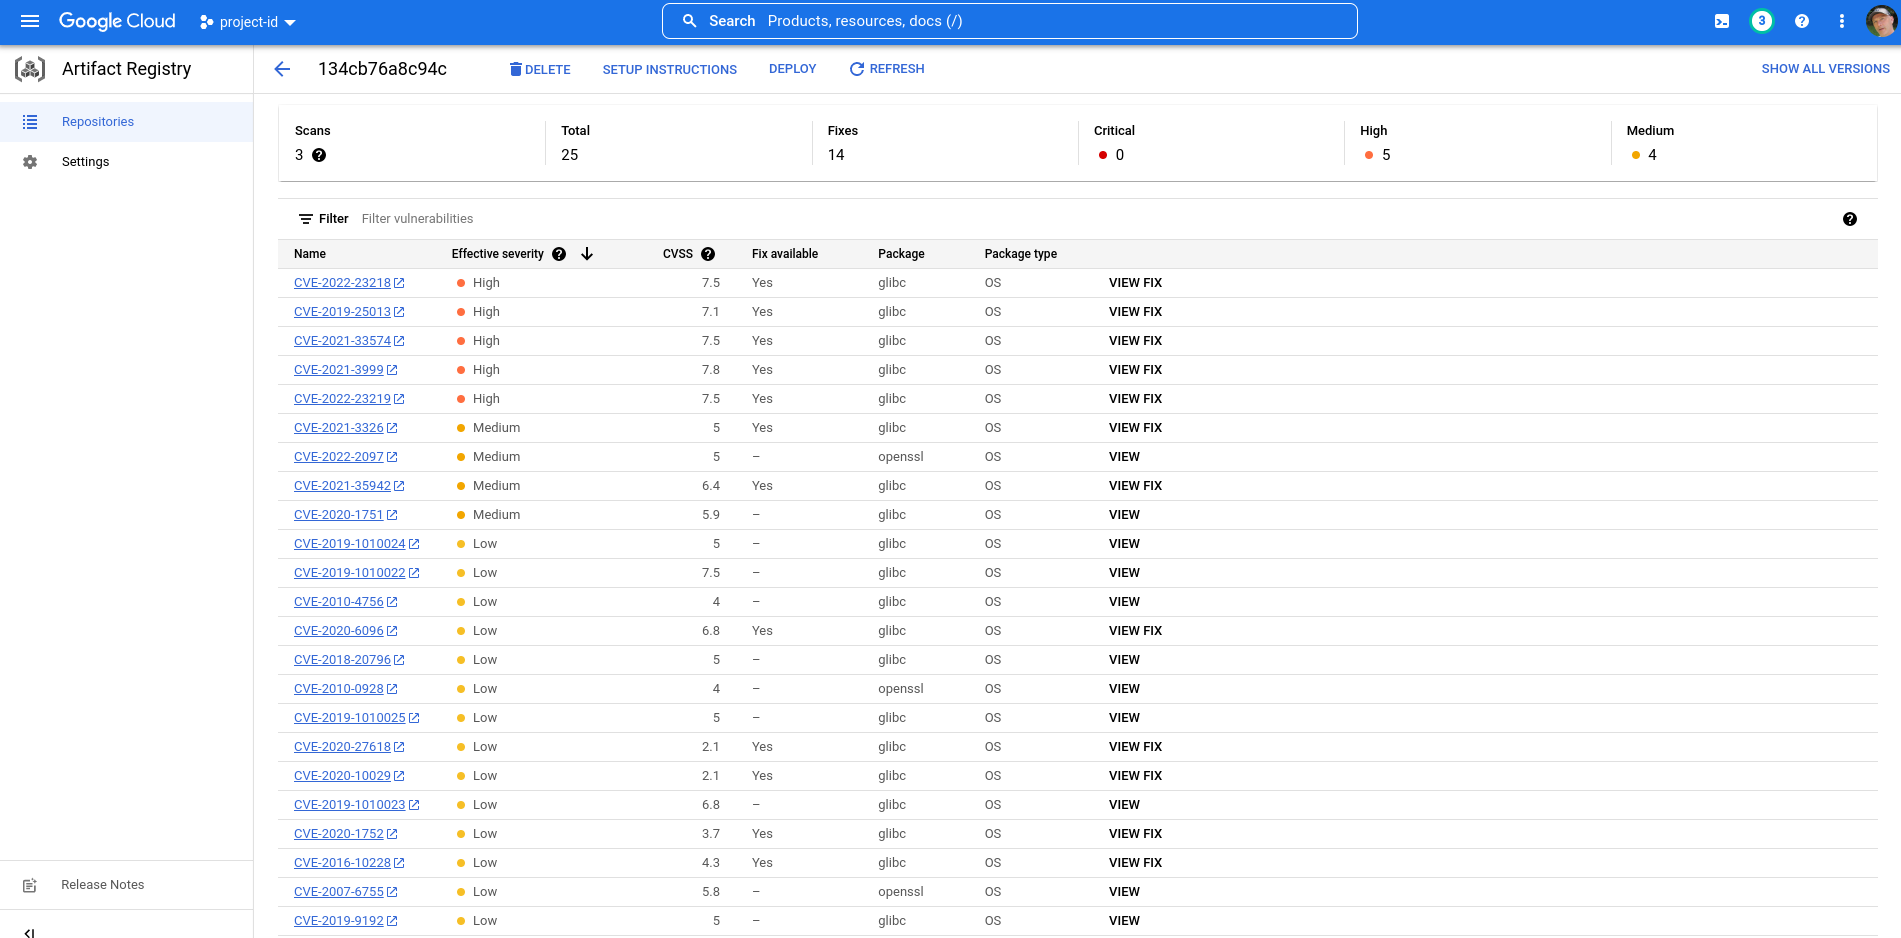 Google Cloud project-id Search Products, resources, docs (/) 3
Artifact Registry 134cb76a8c94c DELETE SETUP INSTRUCTIONS DEPLOY REFRESH SHOW ALL VERSIONS
Repositories
Settings
Release Notes
Scans Total Fixes Critical High Medium
3 25 14 0 5 4
Filter Filter vulnerabilities
Name Effective severity CVSS Fix available Package Package type
CVE-2022-23218 High 7.5 Yes glibc OS VIEW FIX
CVE-2019-25013 High 7.1 Yes glibc OS VIEW FIX
CVE-2021-33574 High 7.5 Yes glibc OS VIEW FIX
CVE-2021-3999 High 7.8 Yes glibc OS VIEW FIX
CVE-2022-23219 High 7.5 Yes glibc OS VIEW FIX
CVE-2021-3326 Medium 5 Yes glibc OS VIEW FIX
CVE-2022-2097 Medium 5 – openssl OS VIEW
CVE-2021-35942 Medium 6.4 Yes glibc OS VIEW FIX
CVE-2020-1751 Medium 5.9 – glibc OS VIEW
CVE-2019-1010024 Low 5 – glibc OS VIEW
CVE-2019-1010022 Low 7.5 – glibc OS VIEW
CVE-2010-4756 Low 4 – glibc OS VIEW
CVE-2020-6096 Low 6.8 Yes glibc OS VIEW FIX
CVE-2018-20796 Low 5 – glibc OS VIEW
CVE-2010-0928 Low 4 – openssl OS VIEW
CVE-2019-1010025 Low 5 – glibc OS VIEW
CVE-2020-27618 Low 2.1 Yes glibc OS VIEW FIX
CVE-2020-10029 Low 2.1 Yes glibc OS VIEW FIX
CVE-2019-1010023 Low 6.8 – glibc OS VIEW
CVE-2020-1752 Low 3.7 Yes glibc OS VIEW FIX
CVE-2016-10228 Low 4.3 Yes glibc OS VIEW FIX
CVE-2007-6755 Low 5.8 – openssl OS VIEW
CVE-2019-9192 Low 5 – glibc OS VIEW